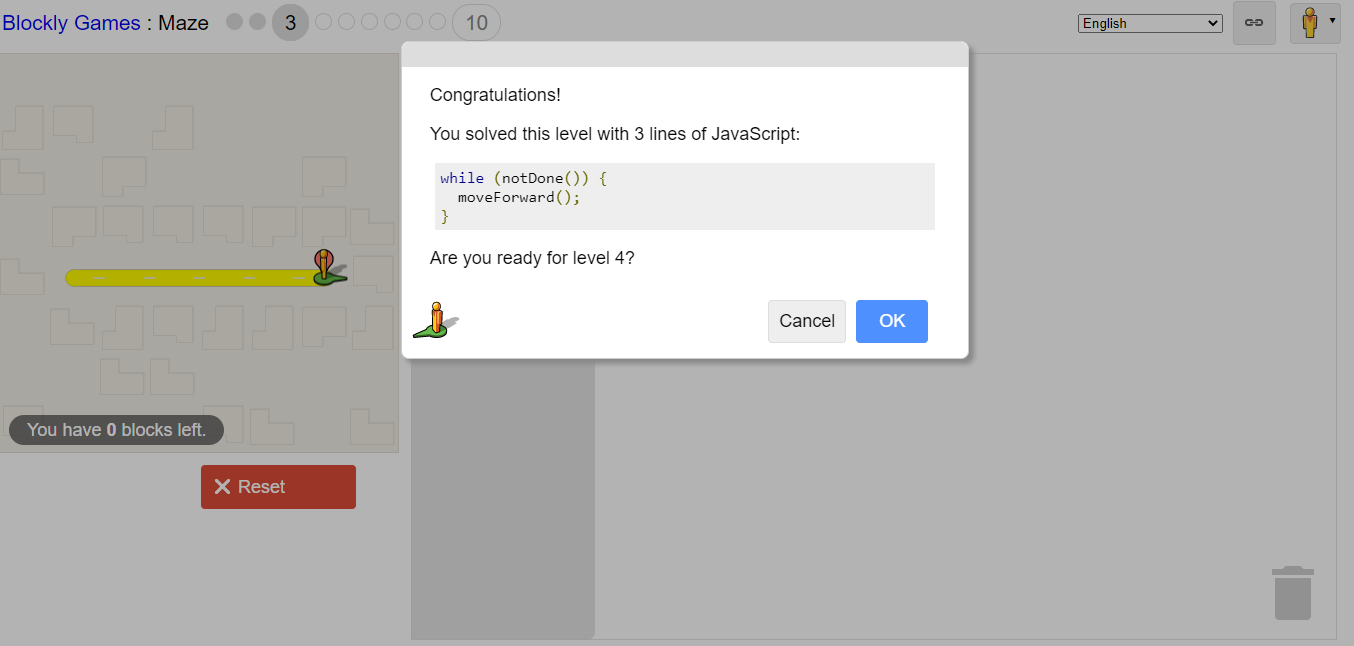 Blockly Games : Maze 3 10
English
Congratulations!
You solved this level with 3 lines of JavaScript:
while (notDone()) {
  moveForward();
}
Are you ready for level 4?
Cancel OK
You have 0 blocks left.
Reset